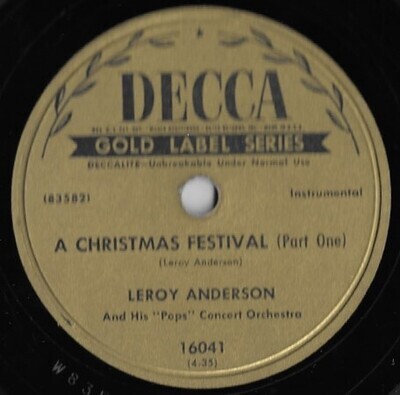 DECCA
GOLD LABEL SERIES
DECCALITE—Unbreakable Under Normal Use
(83582)
Instrumental
A CHRISTMAS FESTIVAL (Part One)
(Leroy Anderson)
LEROY ANDERSON
And His "Pops" Concert Orchestra
16041
(4:35)
W 83